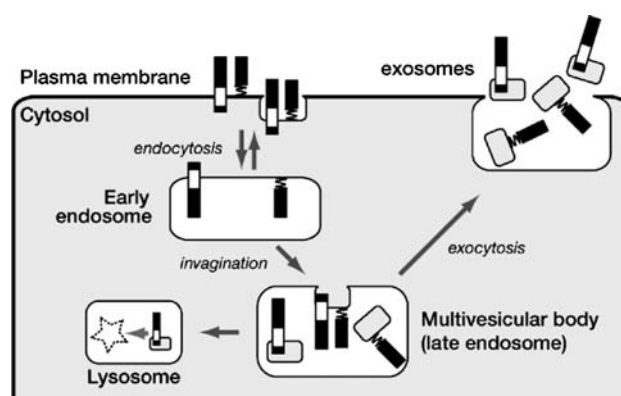 Plasma membrane
exosomes
Cytosol
endocytosis
Early
endosome
invagination
exocytosis
Multivesicular body
(late endosome)
Lysosome